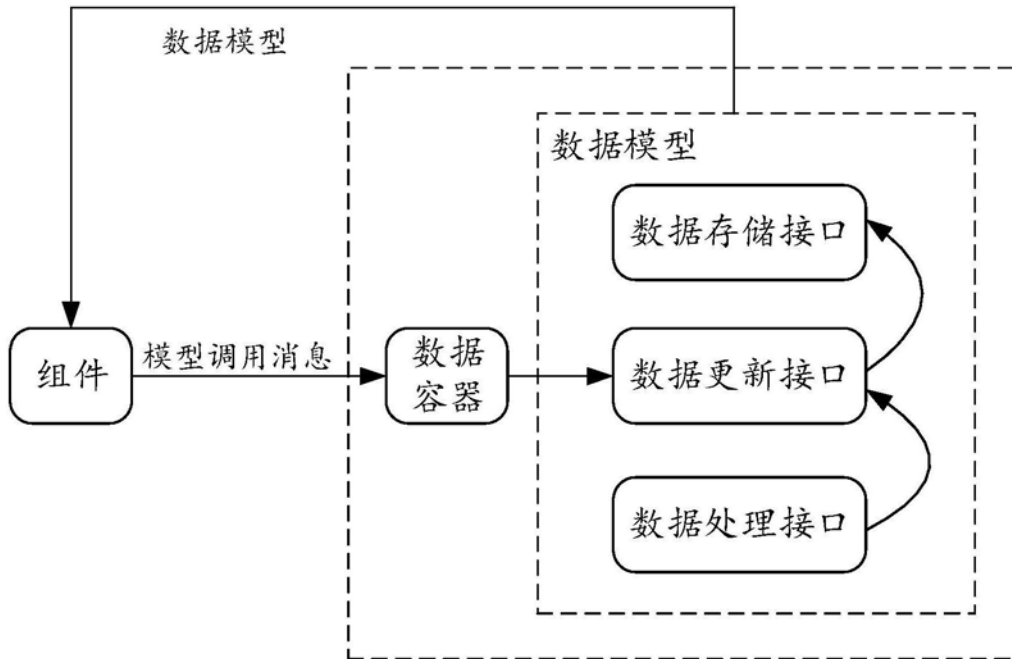 数据模型
数据模型
数据存储接口
组件
模型调用消息
数据
容器
数据更新接口
数据处理接口